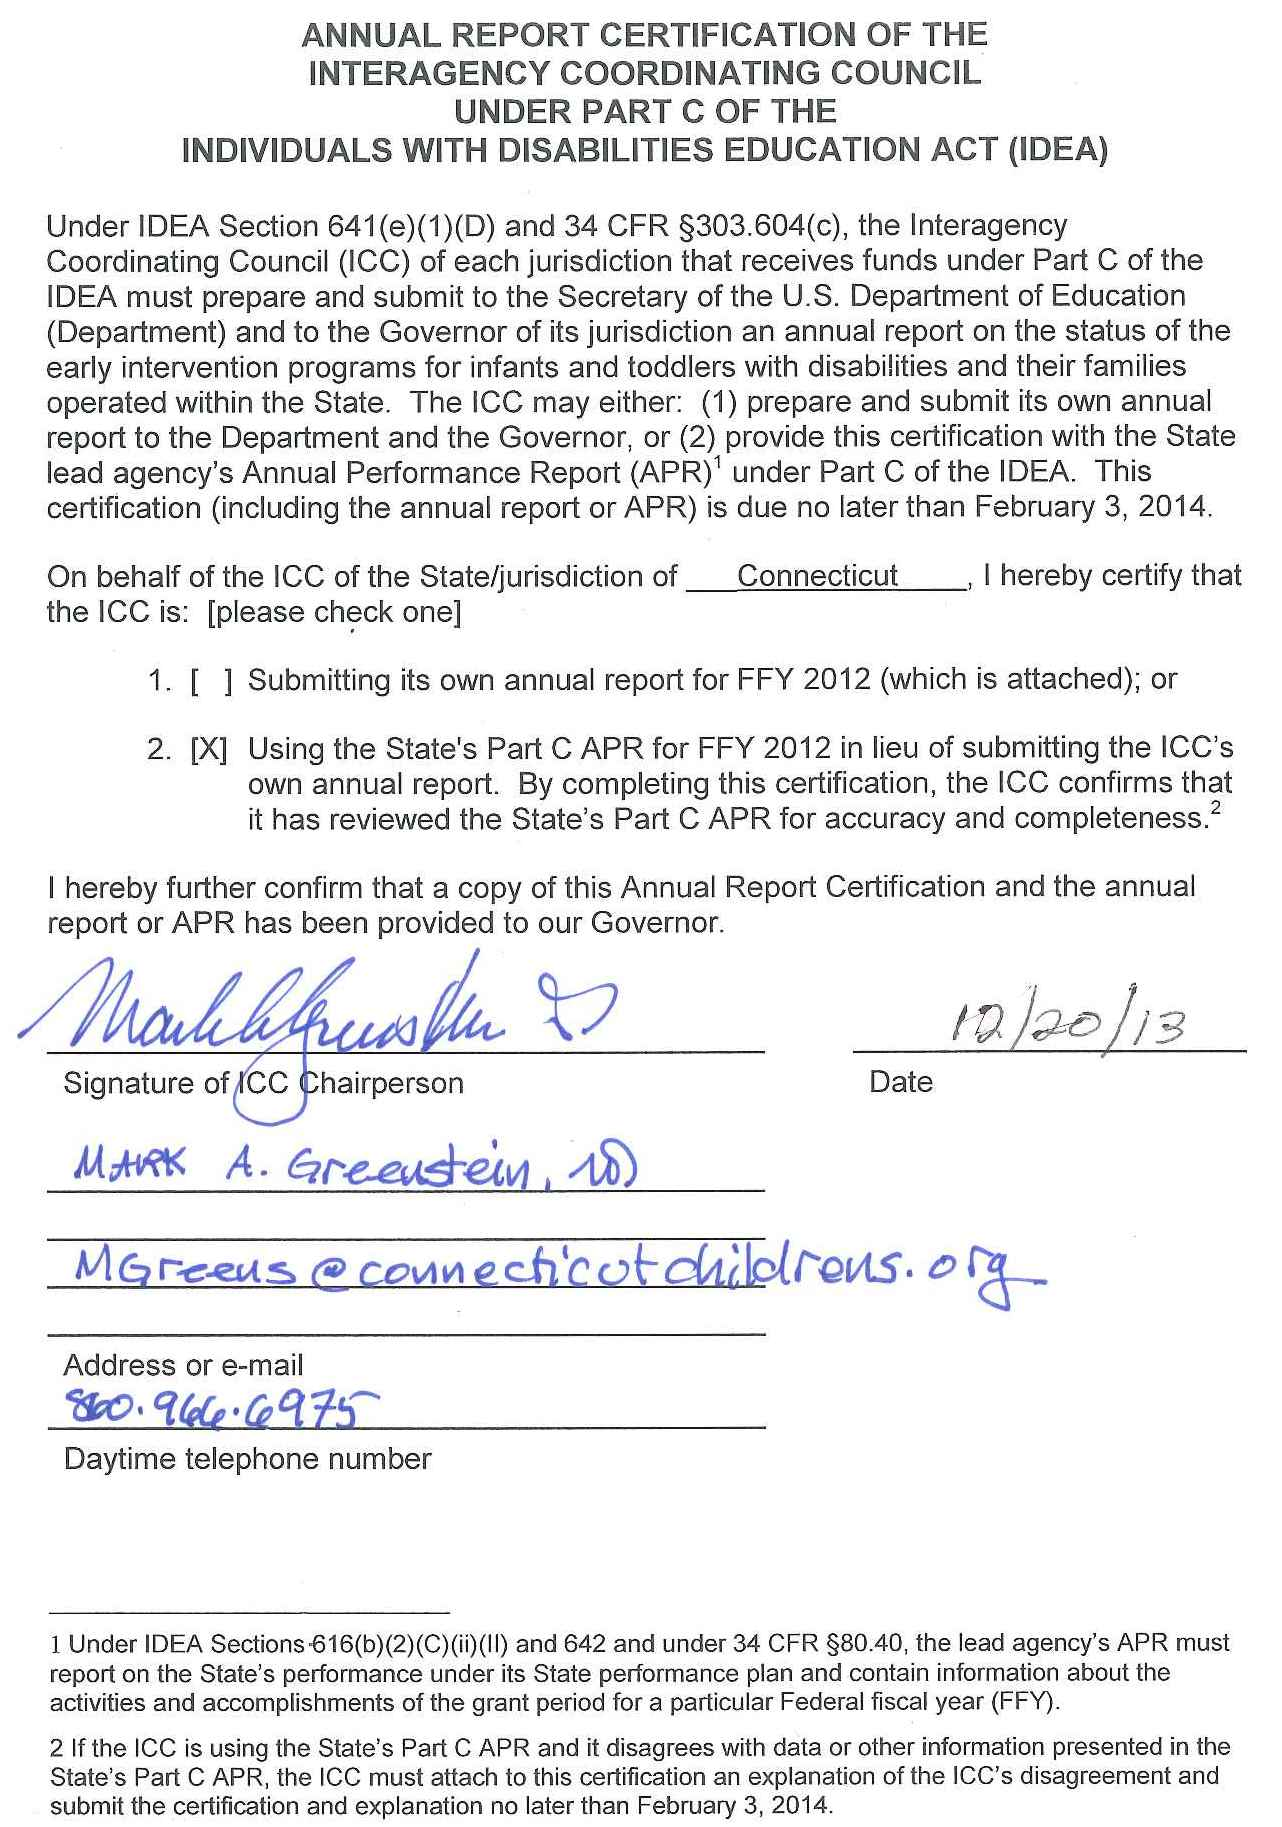 ANNUAL REPORT CERTIFICATION OF THE
INTERAGENCY COORDINATING COUNCIL
UNDER PART C OF THE
INDIVIDUALS WITH DISABILITIES EDUCATION ACT (IDEA)
Under IDEA Section 641(e)(1)(D) and 34 CFR §303.604(c), the Interagency
Coordinating Council (ICC) of each jurisdiction that receives funds under Part C of the
IDEA must prepare and submit to the Secretary of the U.S. Department of Education
(Department) and to the Governor of its jurisdiction an annual report on the status of the
early intervention programs for infants and toddlers with disabilities and their families
operated within the State. The ICC may either: (1) prepare and submit its own annual
report to the Department and the Governor, or (2) provide this certification with the State
lead agency's Annual Performance Report (APR)1 under Part C of the IDEA. This
certification (including the annual report or APR) is due no later than February 3, 2014.
On behalf of the ICC of the State/jurisdiction of Connecticut, I hereby certify that
the ICC is: [please check one]
1. [ ] Submitting its own annual report for FFY 2012 (which is attached); or
2. [X] Using the State's Part C APR for FFY 2012 in lieu of submitting the ICC's
own annual report. By completing this certification, the ICC confirms that
it has reviewed the State's Part C APR for accuracy and completeness.2
I hereby further confirm that a copy of this Annual Report Certification and the annual
report or APR has been provided to our Governor.
12/20/13
Signature of ICC Chairperson Date
MARK A. Greenstein, MD
MGreens@connecticutchildrens.org
Address or e-mail
860.966.6975
Daytime telephone number
1 Under IDEA Sections 616(b)(2)(C)(ii)(II) and 642 and under 34 CFR §80.40, the lead agency's APR must
report on the State's performance under its State performance plan and contain information about the
activities and accomplishments of the grant period for a particular Federal fiscal year (FFY).
2 If the ICC is using the State's Part C APR and it disagrees with data or other information presented in the
State's Part C APR, the ICC must attach to this certification an explanation of the ICC's disagreement and
submit the certification and explanation no later than February 3, 2014.